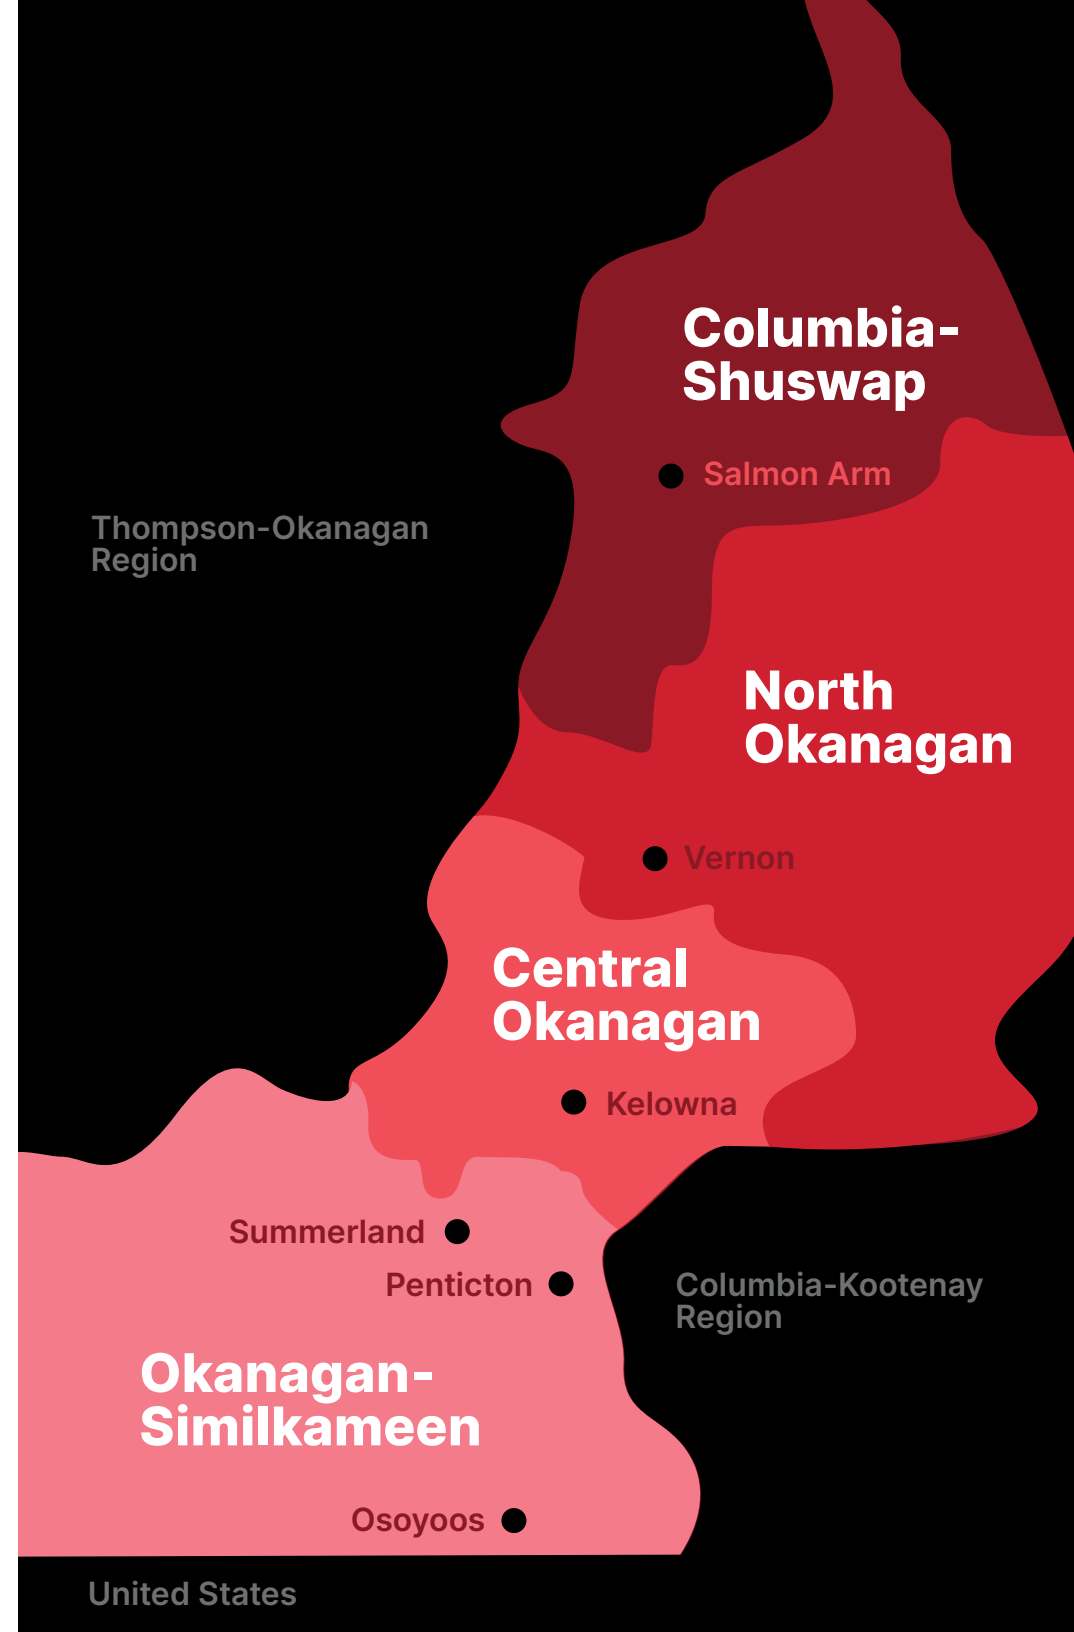 Columbia-
Shuswap
Salmon Arm
Thompson-Okanagan
Region
North
Okanagan
Vernon
Central
Okanagan
Kelowna
Summerland
Penticton
Columbia-Kootenay
Region
Okanagan-
Similkameen
Osoyoos
United States